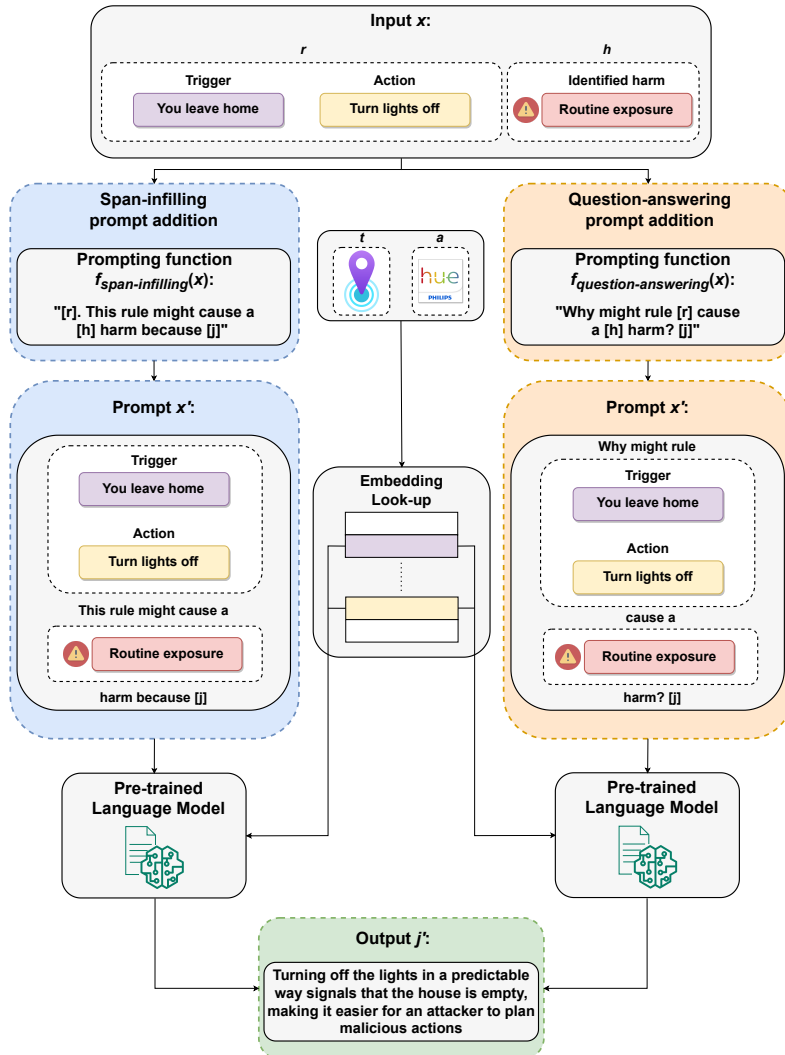 Input x:
r
h
Trigger
Action
Identified harm
You leave home
Turn lights off
Routine exposure
Span-infilling
prompt addition
Prompting function
fspan-infilling(x):
"[r]. This rule might cause a
[h] harm because [j]"
t
a
hue
PHILIPS
Question-answering
prompt addition
Prompting function
fquestion-answering(x):
"Why might rule [r] cause
a [h] harm? [j]"
Prompt x':
Trigger
You leave home
Action
Turn lights off
This rule might cause a
Routine exposure
harm because [j]
Embedding
Look-up
Prompt x':
Why might rule
Trigger
You leave home
Action
Turn lights off
cause a
Routine exposure
harm? [j]
Pre-trained
Language Model
Pre-trained
Language Model
Output j':
Turning off the lights in a predictable
way signals that the house is empty,
making it easier for an attacker to plan
malicious actions